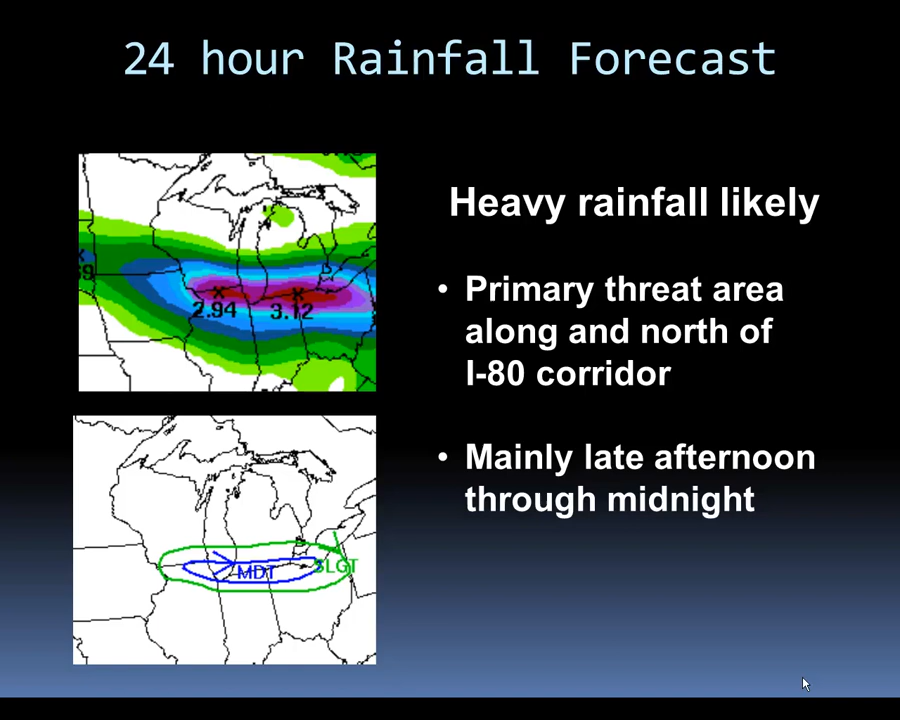 24 hour Rainfall Forecast
2.94 3.12
MDT SLGT
Heavy rainfall likely
• Primary threat area
along and north of
I-80 corridor
• Mainly late afternoon
through midnight